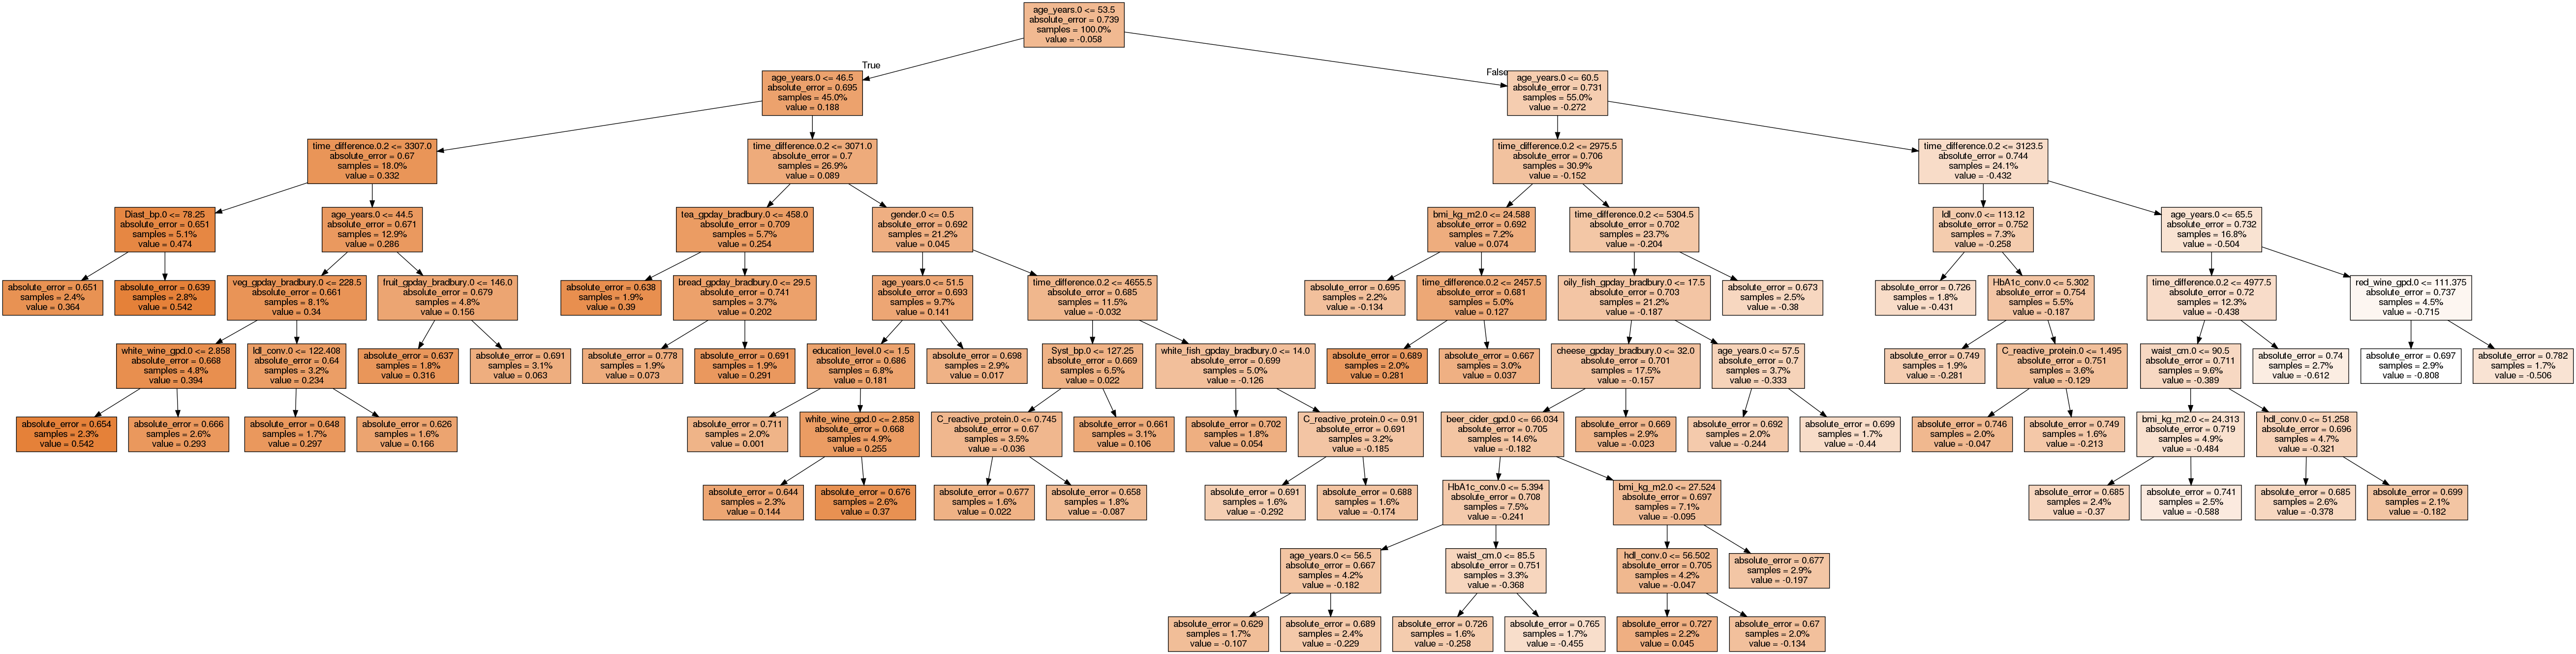 age_years.0 <= 53.5
absolute_error = 0.739
samples = 100.0%
value = -0.058
True
False
age_years.0 <= 46.5
absolute_error = 0.695
samples = 45.0%
value = 0.188
age_years.0 <= 60.5
absolute_error = 0.731
samples = 55.0%
value = -0.272
time_difference.0.2 <= 3307.0
absolute_error = 0.67
samples = 18.0%
value = 0.332
time_difference.0.2 <= 3071.0
absolute_error = 0.7
samples = 26.9%
value = 0.089
time_difference.0.2 <= 2975.5
absolute_error = 0.706
samples = 30.9%
value = -0.152
time_difference.0.2 <= 3123.5
absolute_error = 0.744
samples = 24.1%
value = -0.432
Diast_bp.0 <= 78.25
absolute_error = 0.651
samples = 5.1%
value = 0.474
age_years.0 <= 44.5
absolute_error = 0.671
samples = 12.9%
value = 0.286
tea_gpday_bradbury.0 <= 458.0
absolute_error = 0.709
samples = 5.7%
value = 0.254
gender.0 <= 0.5
absolute_error = 0.692
samples = 21.2%
value = 0.045
bmi_kg_m2.0 <= 24.588
absolute_error = 0.692
samples = 7.2%
value = 0.074
time_difference.0.2 <= 5304.5
absolute_error = 0.702
samples = 23.7%
value = -0.204
ldl_conv.0 <= 113.12
absolute_error = 0.752
samples = 7.3%
value = -0.258
age_years.0 <= 65.5
absolute_error = 0.732
samples = 16.8%
value = -0.504
absolute_error = 0.651
samples = 2.4%
value = 0.364
absolute_error = 0.639
samples = 2.8%
value = 0.542
veg_gpday_bradbury.0 <= 228.5
absolute_error = 0.661
samples = 8.1%
value = 0.34
fruit_gpday_bradbury.0 <= 146.0
absolute_error = 0.679
samples = 4.8%
value = 0.156
absolute_error = 0.638
samples = 1.9%
value = 0.39
bread_gpday_bradbury.0 <= 29.5
absolute_error = 0.741
samples = 3.7%
value = 0.202
age_years.0 <= 51.5
absolute_error = 0.693
samples = 9.7%
value = 0.141
time_difference.0.2 <= 4655.5
absolute_error = 0.685
samples = 11.5%
value = -0.032
absolute_error = 0.695
samples = 2.2%
value = -0.134
time_difference.0.2 <= 2457.5
absolute_error = 0.681
samples = 5.0%
value = 0.127
oily_fish_gpday_bradbury.0 <= 17.5
absolute_error = 0.703
samples = 21.2%
value = -0.187
absolute_error = 0.673
samples = 2.5%
value = -0.38
absolute_error = 0.726
samples = 1.8%
value = -0.431
HbA1c_conv.0 <= 5.302
absolute_error = 0.754
samples = 5.5%
value = -0.187
time_difference.0.2 <= 4977.5
absolute_error = 0.72
samples = 12.3%
value = -0.438
red_wine_gpd.0 <= 111.375
absolute_error = 0.737
samples = 4.5%
value = -0.715
white_wine_gpd.0 <= 2.858
absolute_error = 0.668
samples = 4.8%
value = 0.394
ldl_conv.0 <= 122.408
absolute_error = 0.64
samples = 3.2%
value = 0.234
absolute_error = 0.637
samples = 1.8%
value = 0.316
absolute_error = 0.691
samples = 3.1%
value = 0.063
absolute_error = 0.778
samples = 1.9%
value = 0.073
absolute_error = 0.691
samples = 1.9%
value = 0.291
education_level.0 <= 1.5
absolute_error = 0.686
samples = 6.8%
value = 0.181
absolute_error = 0.698
samples = 2.9%
value = 0.017
Syst_bp.0 <= 127.25
absolute_error = 0.669
samples = 6.5%
value = 0.022
white_fish_gpday_bradbury.0 <= 14.0
absolute_error = 0.699
samples = 5.0%
value = -0.126
absolute_error = 0.689
samples = 2.0%
value = 0.281
absolute_error = 0.667
samples = 3.0%
value = 0.037
cheese_gpday_bradbury.0 <= 32.0
absolute_error = 0.701
samples = 17.5%
value = -0.157
age_years.0 <= 57.5
absolute_error = 0.7
samples = 3.7%
value = -0.333
absolute_error = 0.749
samples = 1.9%
value = -0.281
C_reactive_protein.0 <= 1.495
absolute_error = 0.751
samples = 3.6%
value = -0.129
waist_cm.0 <= 90.5
absolute_error = 0.711
samples = 9.6%
value = -0.389
absolute_error = 0.74
samples = 2.7%
value = -0.612
absolute_error = 0.697
samples = 2.9%
value = -0.808
absolute_error = 0.782
samples = 1.7%
value = -0.506
absolute_error = 0.654
samples = 2.3%
value = 0.542
absolute_error = 0.666
samples = 2.6%
value = 0.293
absolute_error = 0.648
samples = 1.7%
value = 0.297
absolute_error = 0.626
samples = 1.6%
value = 0.166
absolute_error = 0.711
samples = 2.0%
value = 0.001
white_wine_gpd.0 <= 2.858
absolute_error = 0.668
samples = 4.9%
value = 0.255
C_reactive_protein.0 <= 0.745
absolute_error = 0.67
samples = 3.5%
value = -0.036
absolute_error = 0.661
samples = 3.1%
value = 0.106
absolute_error = 0.702
samples = 1.8%
value = 0.054
C_reactive_protein.0 <= 0.91
absolute_error = 0.691
samples = 3.2%
value = -0.185
beer_cider_gpd.0 <= 66.034
absolute_error = 0.705
samples = 14.6%
value = -0.182
absolute_error = 0.669
samples = 2.9%
value = -0.023
absolute_error = 0.692
samples = 2.0%
value = -0.244
absolute_error = 0.699
samples = 1.7%
value = -0.44
absolute_error = 0.746
samples = 2.0%
value = -0.047
absolute_error = 0.749
samples = 1.6%
value = -0.213
bmi_kg_m2.0 <= 24.313
absolute_error = 0.719
samples = 4.9%
value = -0.484
hdl_conv.0 <= 51.258
absolute_error = 0.696
samples = 4.7%
value = -0.321
absolute_error = 0.644
samples = 2.3%
value = 0.144
absolute_error = 0.676
samples = 2.6%
value = 0.37
absolute_error = 0.677
samples = 1.6%
value = 0.022
absolute_error = 0.658
samples = 1.8%
value = -0.087
absolute_error = 0.691
samples = 1.6%
value = -0.292
absolute_error = 0.688
samples = 1.6%
value = -0.174
HbA1c_conv.0 <= 5.394
absolute_error = 0.708
samples = 7.5%
value = -0.241
bmi_kg_m2.0 <= 27.524
absolute_error = 0.697
samples = 7.1%
value = -0.095
absolute_error = 0.685
samples = 2.4%
value = -0.37
absolute_error = 0.741
samples = 2.5%
value = -0.588
absolute_error = 0.685
samples = 2.6%
value = -0.378
absolute_error = 0.699
samples = 2.1%
value = -0.182
age_years.0 <= 56.5
absolute_error = 0.667
samples = 4.2%
value = -0.182
waist_cm.0 <= 85.5
absolute_error = 0.751
samples = 3.3%
value = -0.368
hdl_conv.0 <= 56.502
absolute_error = 0.705
samples = 4.2%
value = -0.047
absolute_error = 0.677
samples = 2.9%
value = -0.197
absolute_error = 0.629
samples = 1.7%
value = -0.107
absolute_error = 0.689
samples = 2.4%
value = -0.229
absolute_error = 0.726
samples = 1.6%
value = -0.258
absolute_error = 0.765
samples = 1.7%
value = -0.455
absolute_error = 0.727
samples = 2.2%
value = 0.045
absolute_error = 0.67
samples = 2.0%
value = -0.134